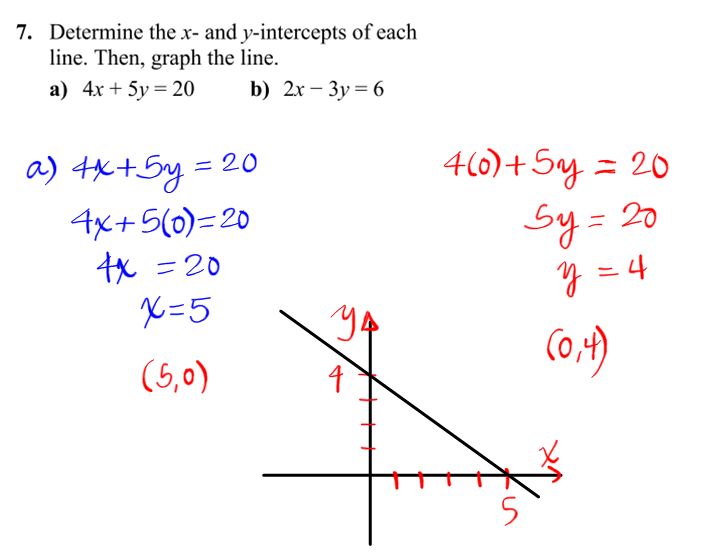 7. Determine the x- and y-intercepts of each
line. Then, graph the line.
a) 4x + 5y = 20 b) 2x − 3y = 6
a) 4x+5y = 20
4x+5(0)=20
4x = 20
x=5
(5,0)
4(0)+5y = 20
5y = 20
y = 4
(0,4)
y
4
x
5